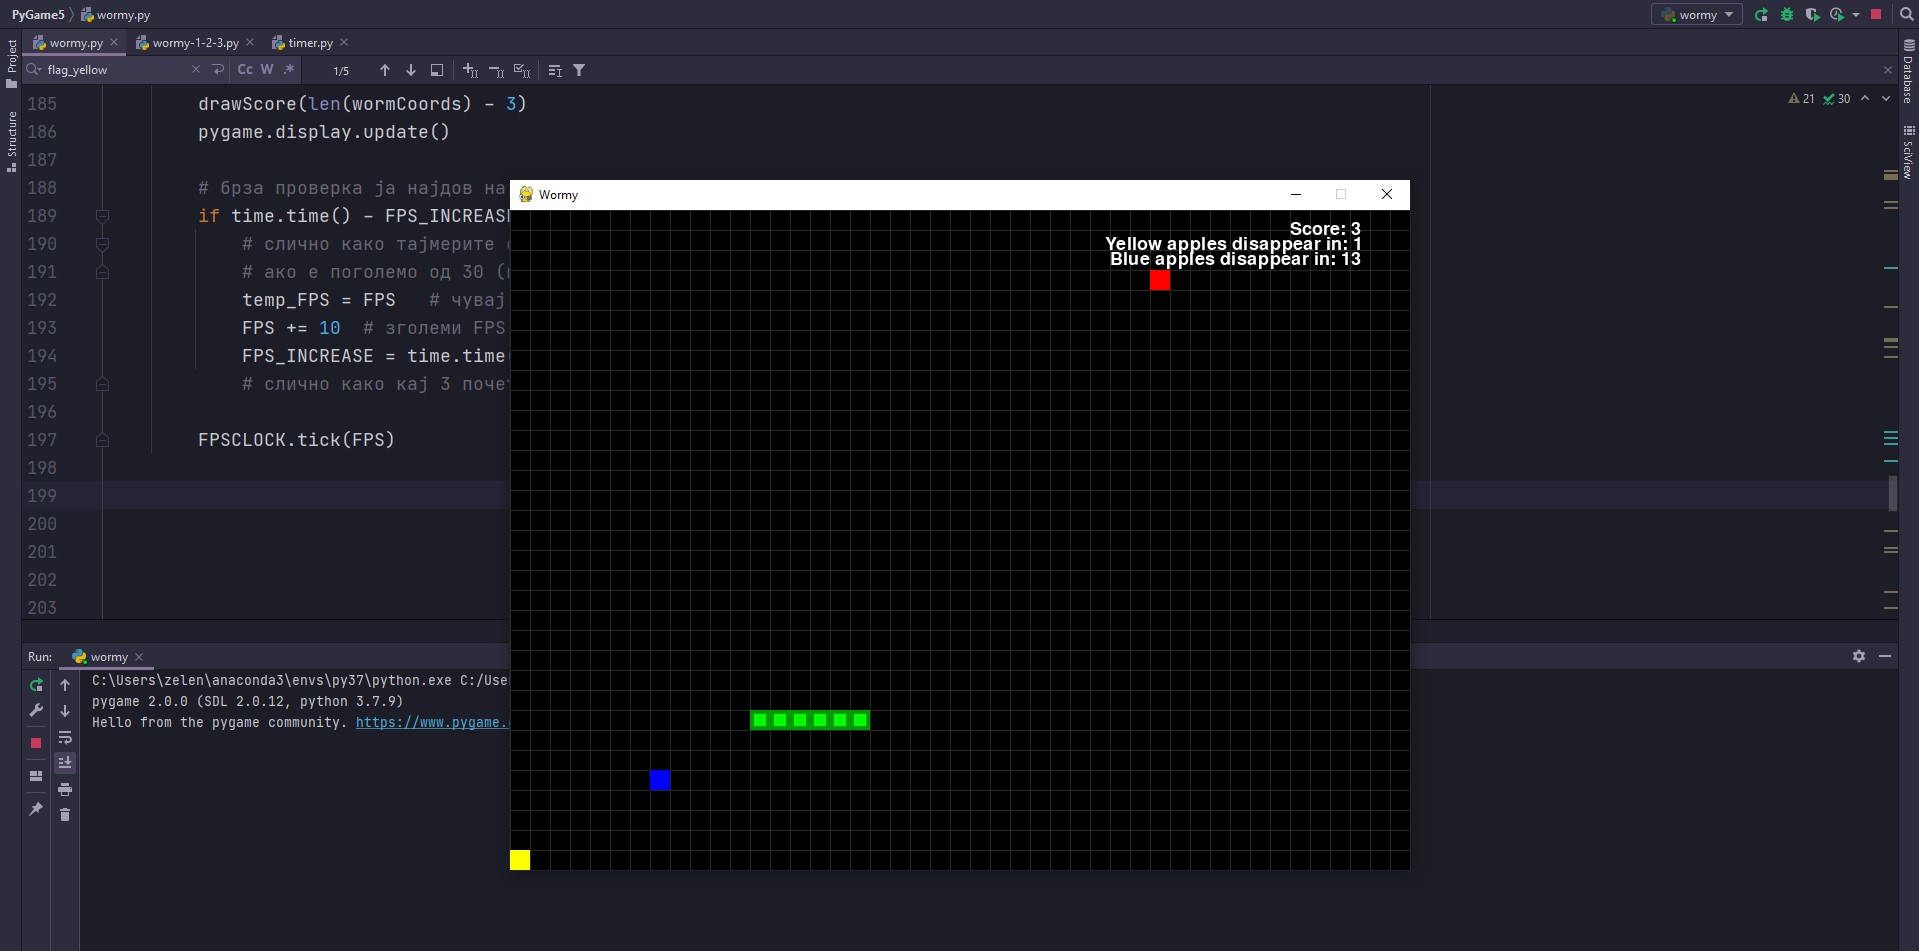 PyGame5 wormy.py
wormy
wormy.py wormy-1-2-3.py timer.py
flag_yellow Cc W .* 1/5
Project
Structure
Database
SciView
21 30
185 drawScore(len(wormCoords) - 3)
186 pygame.display.update()
187
188 # брза проверка ја најдов на
189 if time.time() - FPS_INCREAS
190 # слично како тајмерите
191 # ако е поголемо од 30 (
192 temp_FPS = FPS # чувај
193 FPS += 10 # зголеми FPS
194 FPS_INCREASE = time.time
195 # слично како кај 3 поче
196
197 FPSCLOCK.tick(FPS)
198
199
200
201
202
203
Wormy
Score: 3
Yellow apples disappear in: 1
Blue apples disappear in: 13
Run: wormy
C:\Users\zelen\anaconda3\envs\py37\python.exe C:/Use
pygame 2.0.0 (SDL 2.0.12, python 3.7.9)
Hello from the pygame community. https://www.pygame.